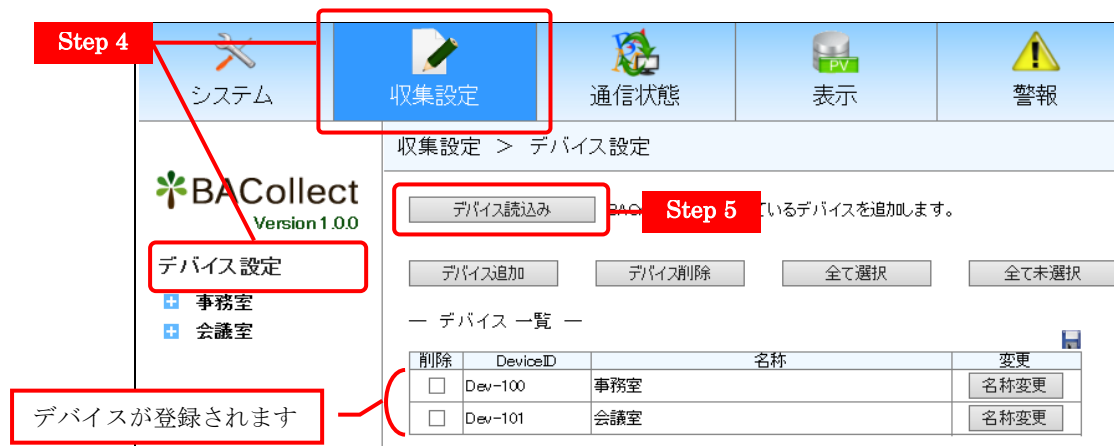 Step 4
システム
収集設定
通信状態
PV
表示
警報
収集設定 ＞ デバイス設定
BACollect
Version 1.0.0
デバイス読込み
Step 5
いるデバイスを追加します。
デバイス設定
事務室
会議室
デバイス追加 デバイス削除 全て選択 全て未選択
― デバイス 一覧 ―
削除 DeviceID 名称 変更
Dev-100 事務室 名称変更
Dev-101 会議室 名称変更
デバイスが登録されます